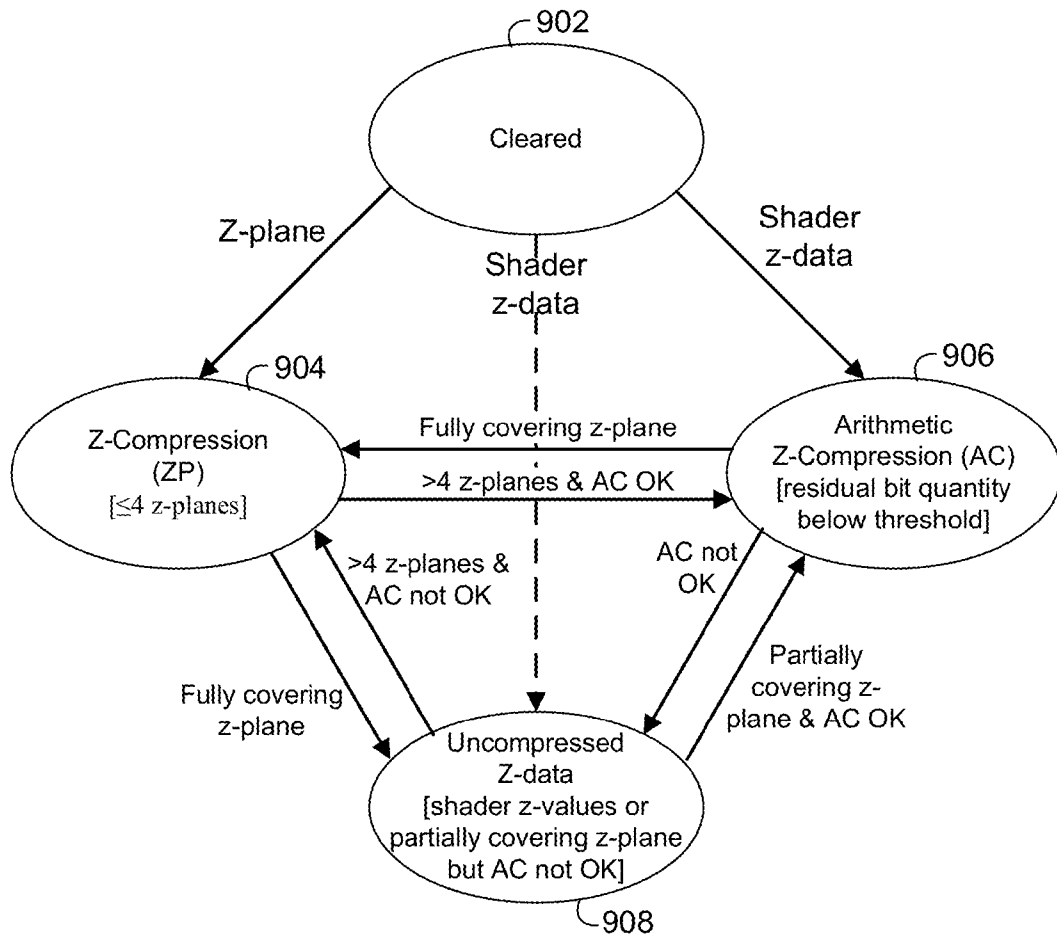 902
Cleared
Z-plane
Shader
z-data
Shader
z-data
904
Z-Compression
(ZP)
[≤4 z-planes]
906
Arithmetic
Z-Compression (AC)
[residual bit quantity
below threshold]
Fully covering z-plane
>4 z-planes & AC OK
>4 z-planes &
AC not OK
AC not
OK
Fully covering
z-plane
Partially
covering z-
plane & AC OK
Uncompressed
Z-data
[shader z-values or
partially covering z-plane
but AC not OK]
908